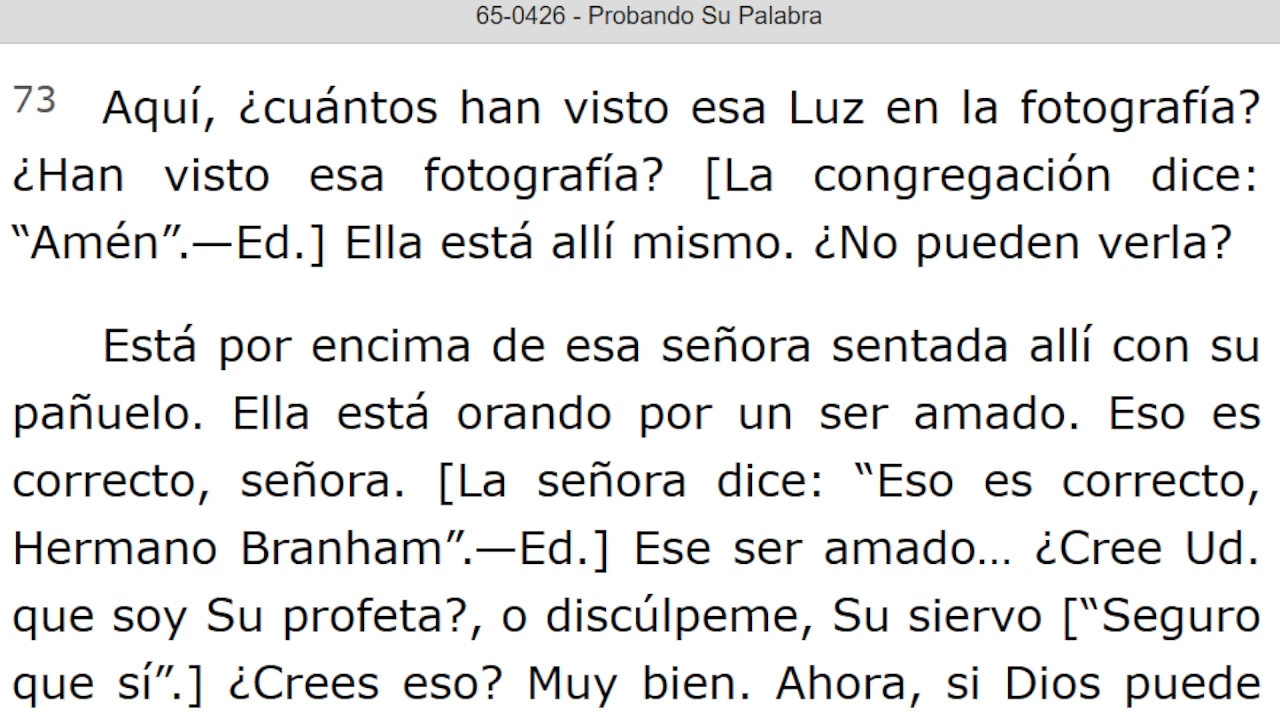 65-0426 - Probando Su Palabra
73 Aquí, ¿cuántos han visto esa Luz en la fotografía?
¿Han visto esa fotografía? [La congregación dice:
“Amén”.—Ed.] Ella está allí mismo. ¿No pueden verla?
Está por encima de esa señora sentada allí con su
pañuelo. Ella está orando por un ser amado. Eso es
correcto, señora. [La señora dice: “Eso es correcto,
Hermano Branham”.—Ed.] Ese ser amado… ¿Cree Ud.
que soy Su profeta?, o discúlpeme, Su siervo [“Seguro
que sí”.] ¿Crees eso? Muy bien. Ahora, si Dios puede